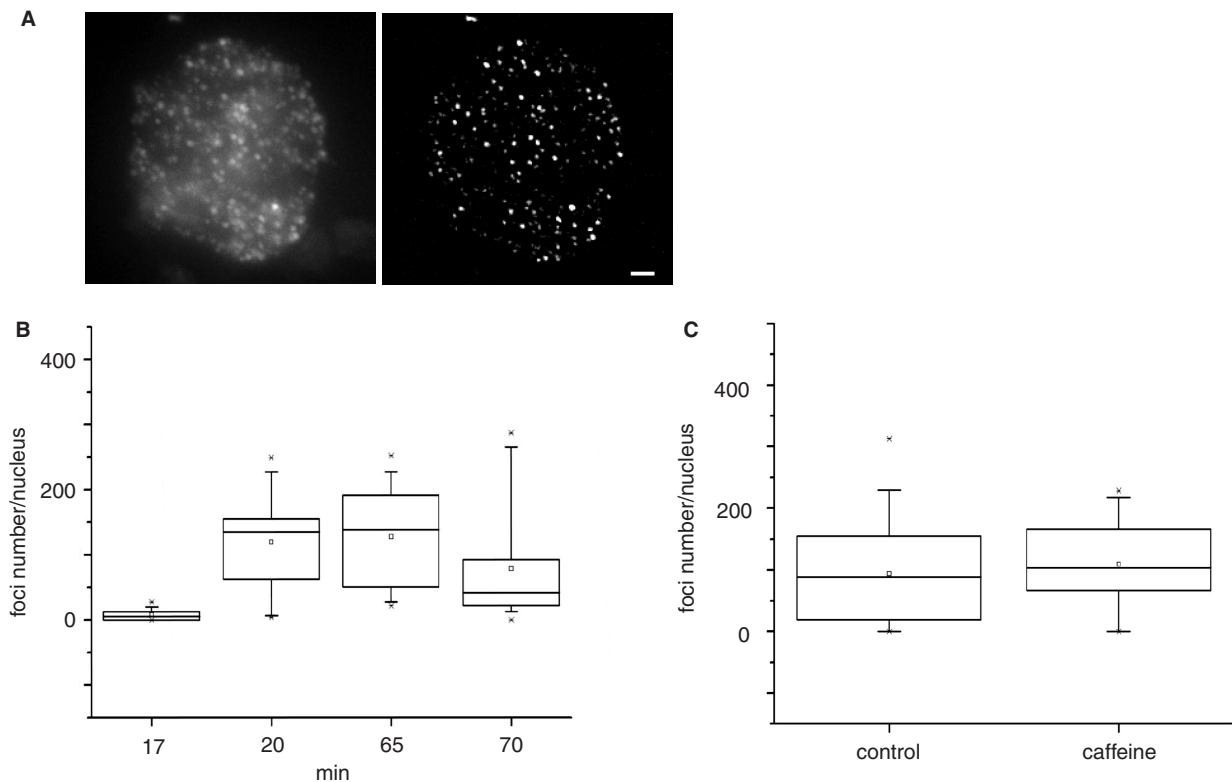 A
B
foci number/nucleus
400
200
0
17 20 65 70
min
C
foci number/nucleus
400
200
0
control caffeine